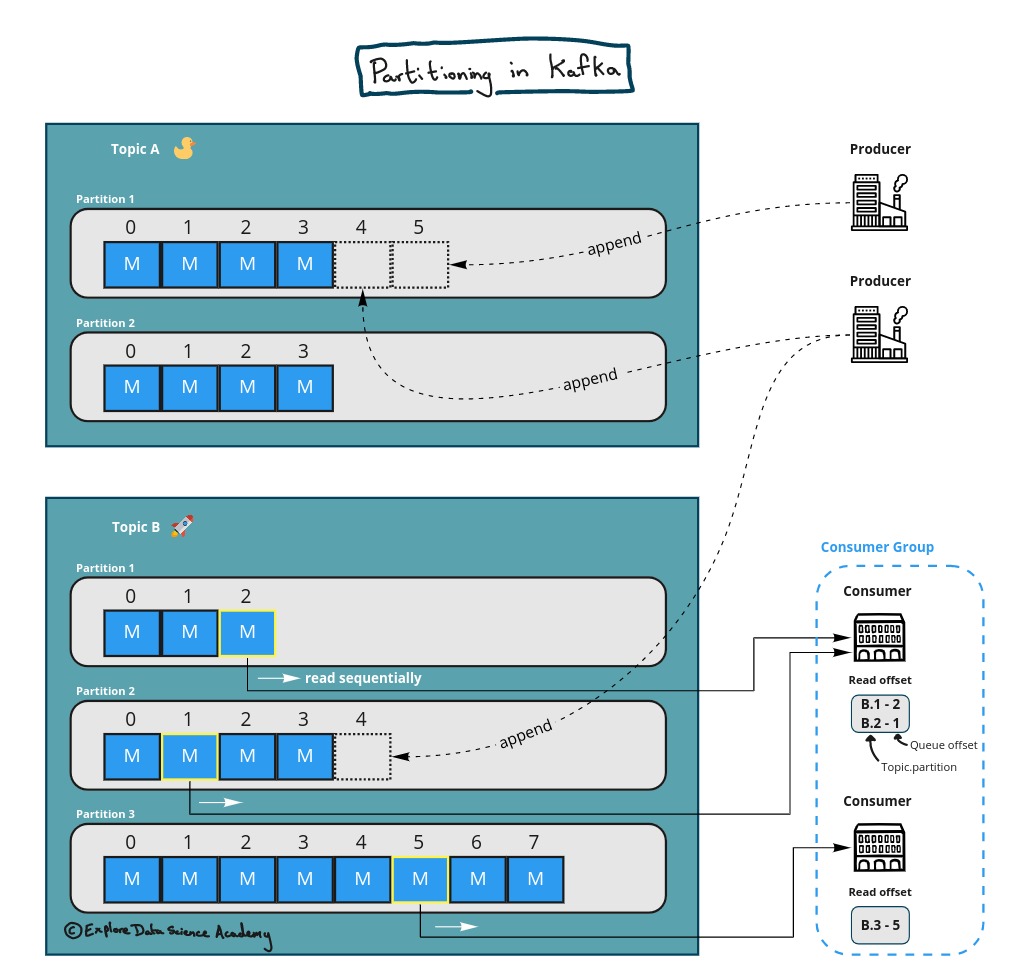 Partitioning in Kafka
Topic A
Producer
Partition 1
0 1 2 3 4 5
M M M M
append
Producer
Partition 2
0 1 2 3
M M M M
append
Topic B
Consumer Group
Partition 1
Consumer
0 1 2
M M M
read sequentially
Read offset
B.1 - 2
B.2 - 1
Queue offset
Topic.partition
Partition 2
0 1 2 3 4
M M M M
append
Consumer
Partition 3
0 1 2 3 4 5 6 7
M M M M M M M M
Read offset
B.3 - 5
© Explore Data Science Academy